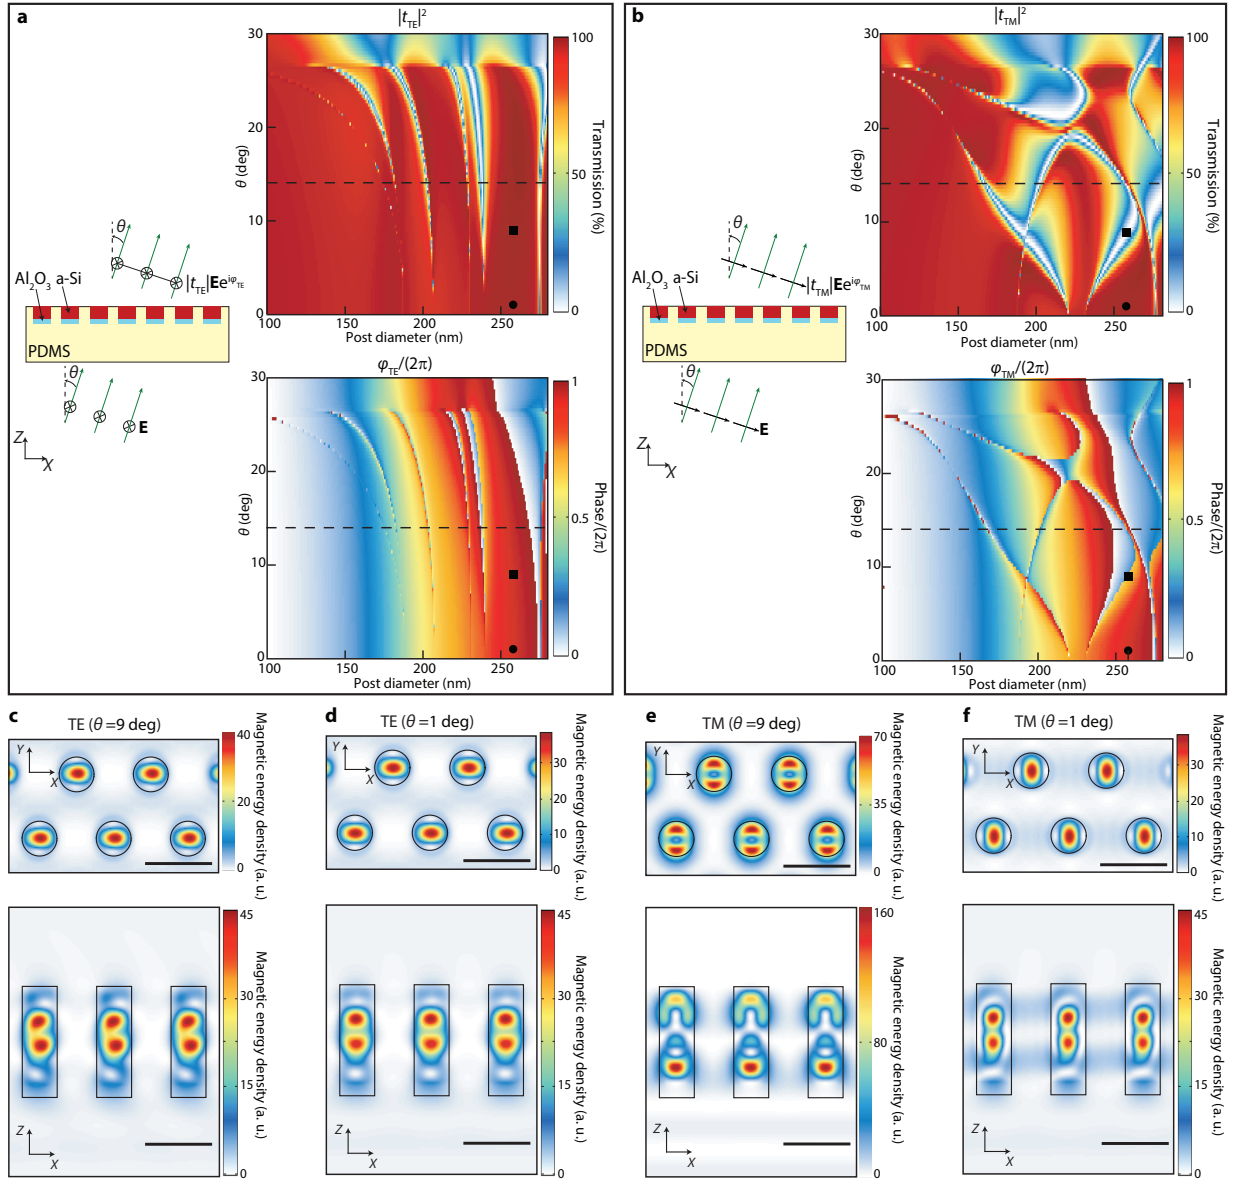 a
|t_TE|²
30
20
10
0
θ (deg)
100
150
200
250
Post diameter (nm)
100
50
0
Transmission (%)
θ
|t_TE|Ee^iφ_TE
Al₂O₃ a-Si
PDMS
θ
E
Z
X
φ_TE/(2π)
30
20
10
0
θ (deg)
100
150
200
250
Post diameter (nm)
1
0.5
0
Phase/(2π)
b
|t_TM|²
30
20
10
0
θ (deg)
100
150
200
250
Post diameter (nm)
100
50
0
Transmission (%)
θ
|t_TM|Ee^iφ_TM
Al₂O₃ a-Si
PDMS
θ
E
Z
X
φ_TM/(2π)
30
20
10
0
θ (deg)
100
150
200
250
Post diameter (nm)
1
0.5
0
Phase/(2π)
c
TE (θ =9 deg)
Y
X
40
20
0
Magnetic energy density (a. u.)
Z
X
45
30
15
0
Magnetic energy density (a. u.)
d
TE (θ =1 deg)
Y
X
30
20
10
0
Magnetic energy density (a. u.)
Z
X
45
30
15
0
Magnetic energy density (a. u.)
e
TM (θ =9 deg)
Y
X
70
35
0
Magnetic energy density (a. u.)
Z
X
160
80
0
Magnetic energy density (a. u.)
f
TM (θ =1 deg)
Y
X
30
20
10
0
Magnetic energy density (a. u.)
Z
X
45
30
15
0
Magnetic energy density (a. u.)